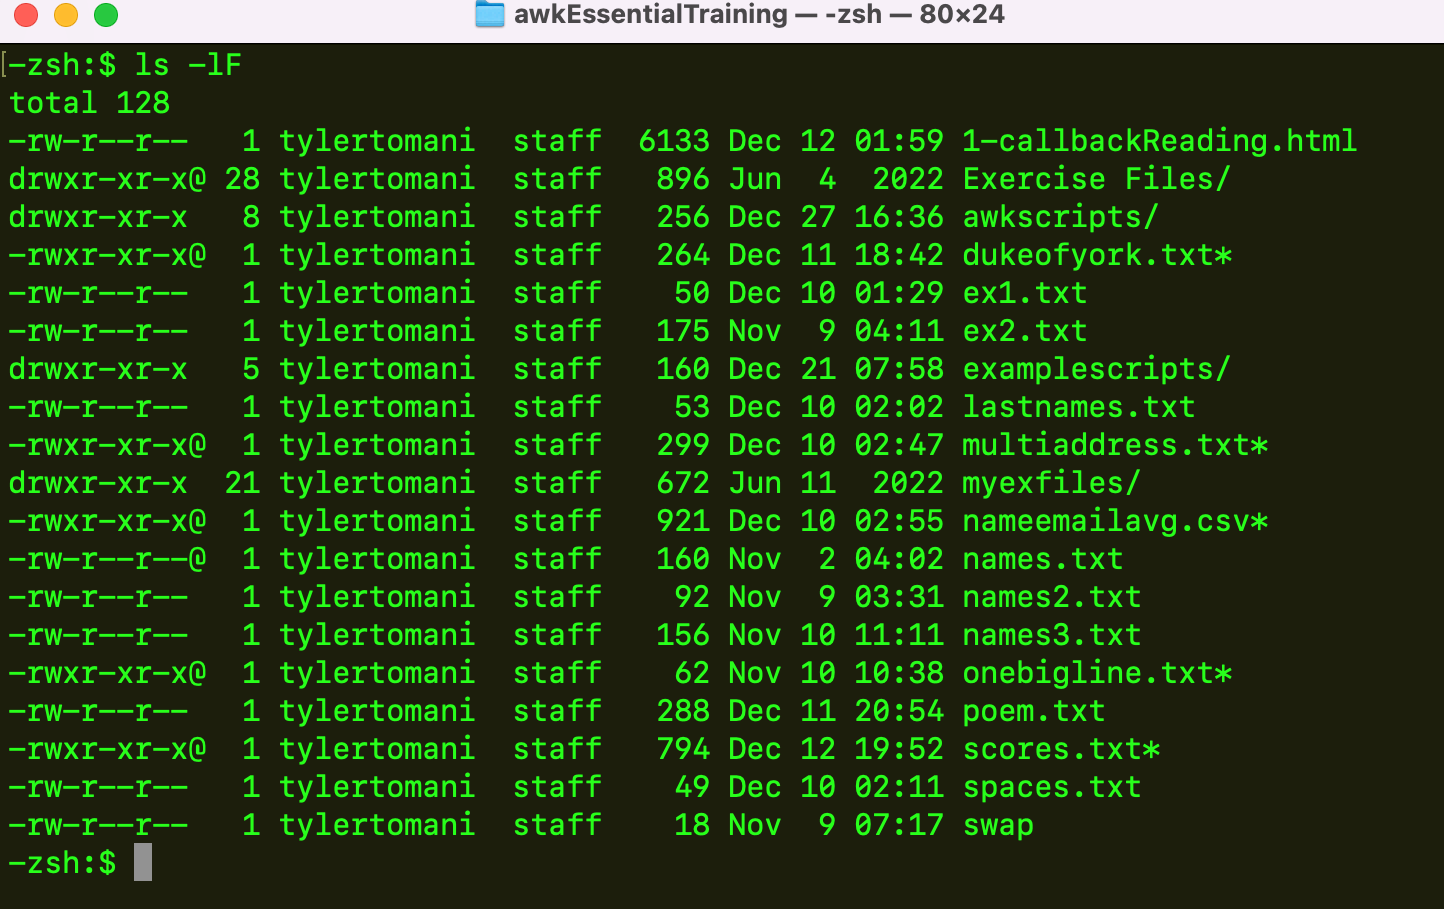 awkEssentialTraining — -zsh — 80×24
-zsh:$ ls -lF
total 128
-rw-r--r--   1 tylertomani  staff  6133 Dec 12 01:59 1-callbackReading.html
drwxr-xr-x@ 28 tylertomani  staff   896 Jun  4  2022 Exercise Files/
drwxr-xr-x   8 tylertomani  staff   256 Dec 27 16:36 awkscripts/
-rwxr-xr-x@  1 tylertomani  staff   264 Dec 11 18:42 dukeofyork.txt*
-rw-r--r--   1 tylertomani  staff    50 Dec 10 01:29 ex1.txt
-rw-r--r--   1 tylertomani  staff   175 Nov  9 04:11 ex2.txt
drwxr-xr-x   5 tylertomani  staff   160 Dec 21 07:58 examplescripts/
-rw-r--r--   1 tylertomani  staff    53 Dec 10 02:02 lastnames.txt
-rwxr-xr-x@  1 tylertomani  staff   299 Dec 10 02:47 multiaddress.txt*
drwxr-xr-x  21 tylertomani  staff   672 Jun 11  2022 myexfiles/
-rwxr-xr-x@  1 tylertomani  staff   921 Dec 10 02:55 nameemailavg.csv*
-rw-r--r--@  1 tylertomani  staff   160 Nov  2 04:02 names.txt
-rw-r--r--   1 tylertomani  staff    92 Nov  9 03:31 names2.txt
-rw-r--r--   1 tylertomani  staff   156 Nov 10 11:11 names3.txt
-rwxr-xr-x@  1 tylertomani  staff    62 Nov 10 10:38 onebigline.txt*
-rw-r--r--   1 tylertomani  staff   288 Dec 11 20:54 poem.txt
-rwxr-xr-x@  1 tylertomani  staff   794 Dec 12 19:52 scores.txt*
-rw-r--r--   1 tylertomani  staff    49 Dec 10 02:11 spaces.txt
-rw-r--r--   1 tylertomani  staff    18 Nov  9 07:17 swap
-zsh:$